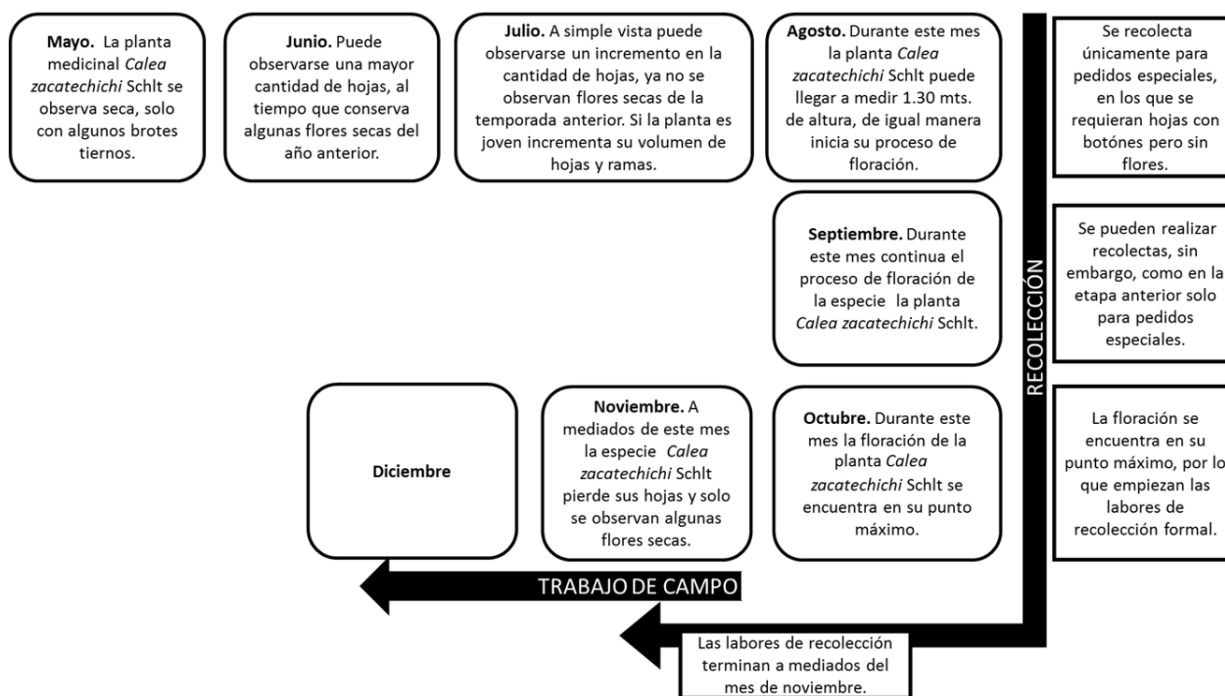 Mayo. La planta
medicinal Calea
zacatechichi Schlt se
observa seca, solo
con algunos brotes
tiernos.
Junio. Puede
observarse una mayor
cantidad de hojas, al
tiempo que conserva
algunas flores secas del
año anterior.
Julio. A simple vista puede
observarse un incremento en la
cantidad de hojas, ya no se
observan flores secas de la
temporada anterior. Si la planta es
joven incrementa su volumen de
hojas y ramas.
Agosto. Durante este mes
la planta Calea
zacatechichi Schlt puede
llegar a medir 1.30 mts.
de altura, de igual manera
inicia su proceso de
floración.
Se recolecta
únicamente para
pedidos especiales,
en los que se
requieran hojas con
botónes pero sin
flores.
Septiembre. Durante
este mes continua el
proceso de floración de
la especie la planta
Calea zacatechichi Schlt.
RECOLECCIÓN
Se pueden realizar
recolectas, sin
embargo, como en la
etapa anterior solo
para pedidos
especiales.
Diciembre
Noviembre. A
mediados de este mes
la especie Calea
zacatechichi Schlt
pierde sus hojas y solo
se observan algunas
flores secas.
Octubre. Durante este
mes la floración de la
planta Calea
zacatechichi Schlt se
encuentra en su punto
máximo.
La floración se
encuentra en su
punto máximo, por lo
que empiezan las
labores de
recolección formal.
TRABAJO DE CAMPO
Las labores de recolección
terminan a mediados del
mes de noviembre.